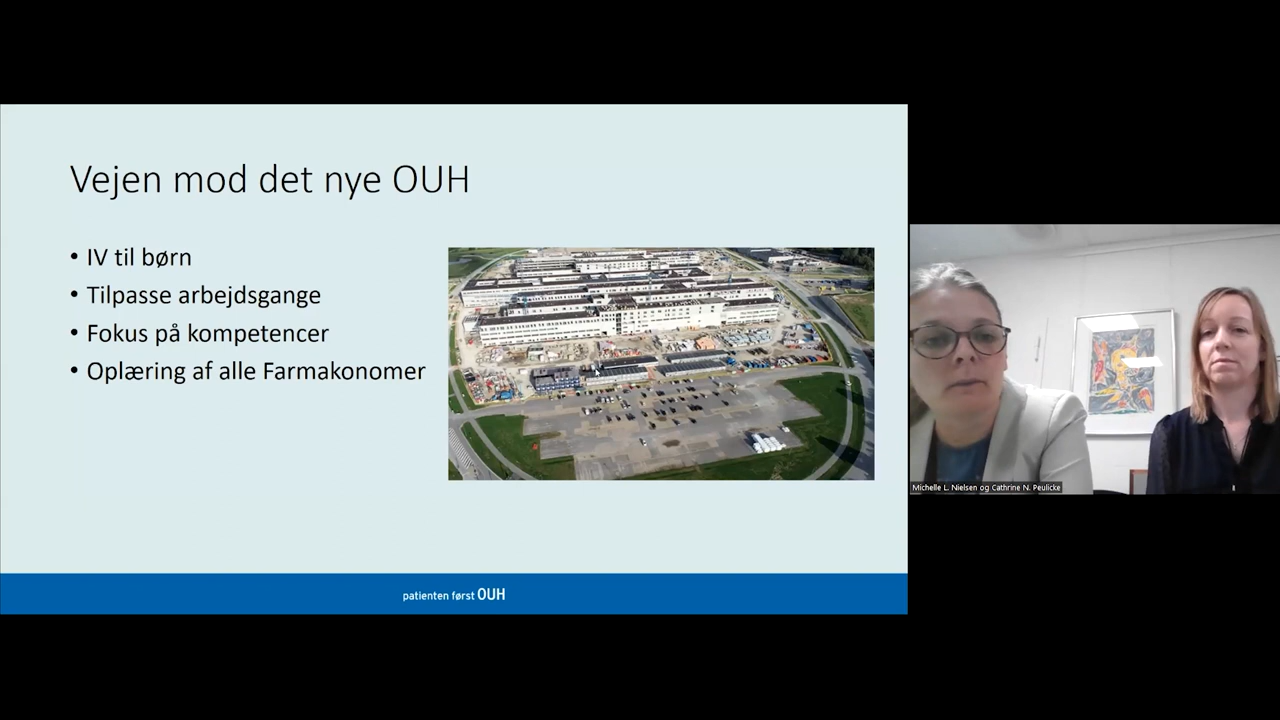 Vejen mod det nye OUH
• IV til børn
• Tilpasse arbejdsgange
• Fokus på kompetencer
• Oplæring af alle Farmakonomer
patienten først OUH
Michelle L. Nielsen og Cathrine N. Peulicke